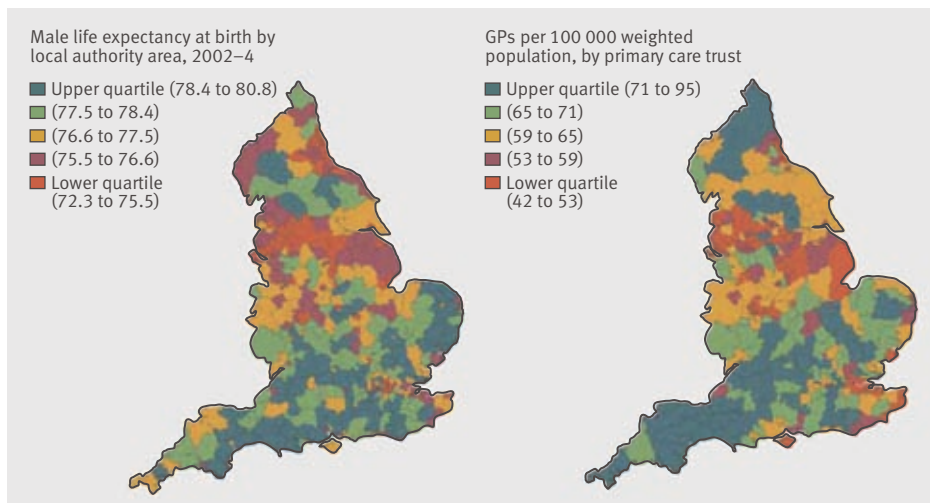 Male life expectancy at birth by
local authority area, 2002–4
Upper quartile (78.4 to 80.8)
(77.5 to 78.4)
(76.6 to 77.5)
(75.5 to 76.6)
Lower quartile
(72.3 to 75.5)
GPs per 100 000 weighted
population, by primary care trust
Upper quartile (71 to 95)
(65 to 71)
(59 to 65)
(53 to 59)
Lower quartile
(42 to 53)